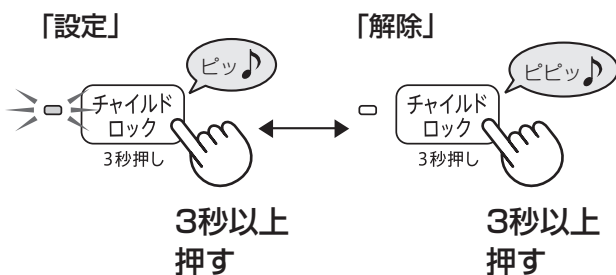 「設定」
「解除」
ピッ♪
ピピッ♪
チャイルド
ロック
3秒押し
チャイルド
ロック
3秒押し
3秒以上
押す
3秒以上
押す